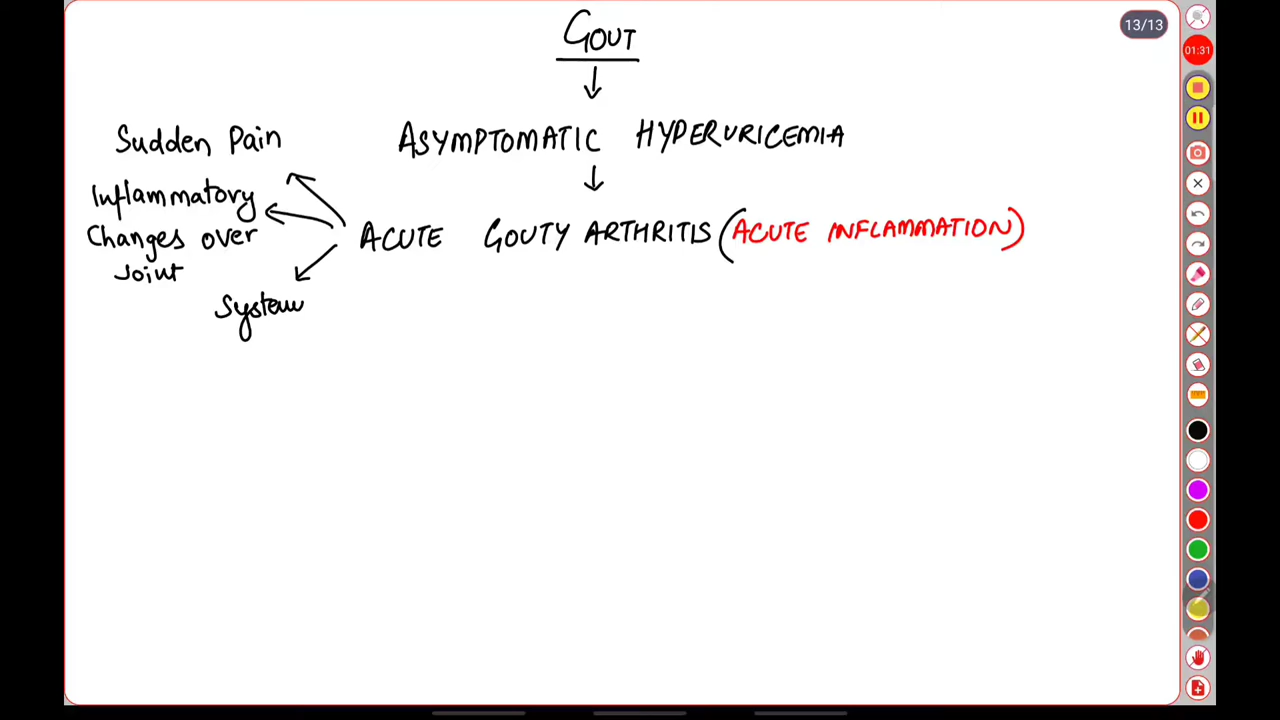 GOUT
13/13
01:31
ASYMPTOMATIC HYPERURICEMIA
Sudden Pain
Inflammatory
Changes over
Joint
ACUTE GOUTY ARTHRITIS (ACUTE INFLAMMATION)
System